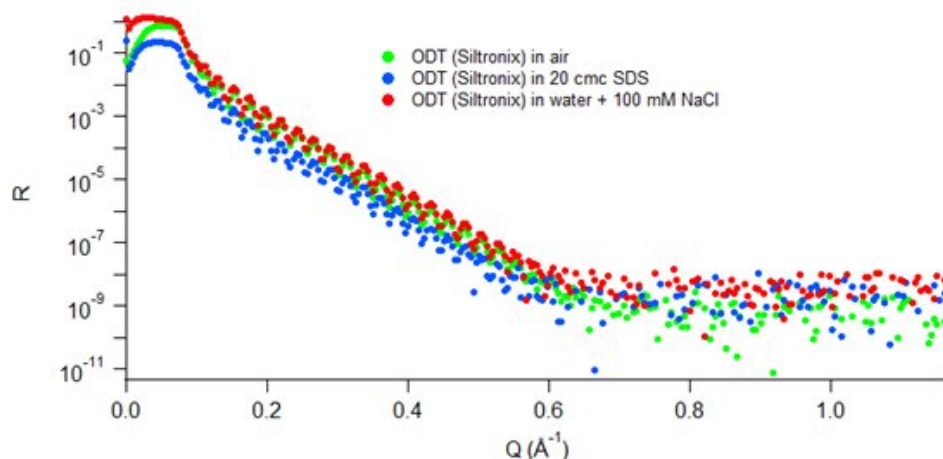 10⁻¹
10⁻³
10⁻⁵
10⁻⁷
10⁻⁹
10⁻¹¹
R
ODT (Siltronix) in air
ODT (Siltronix) in 20 cmc SDS
ODT (Siltronix) in water + 100 mM NaCl
0.0 0.2 0.4 0.6 0.8 1.0
Q (Å⁻¹)